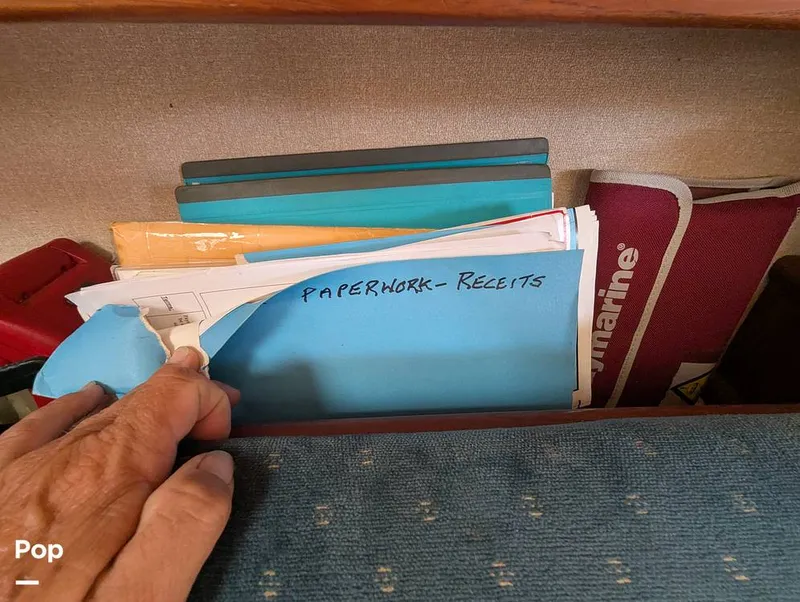 PAPERWORK - RECEITS
ymarine®
Pop